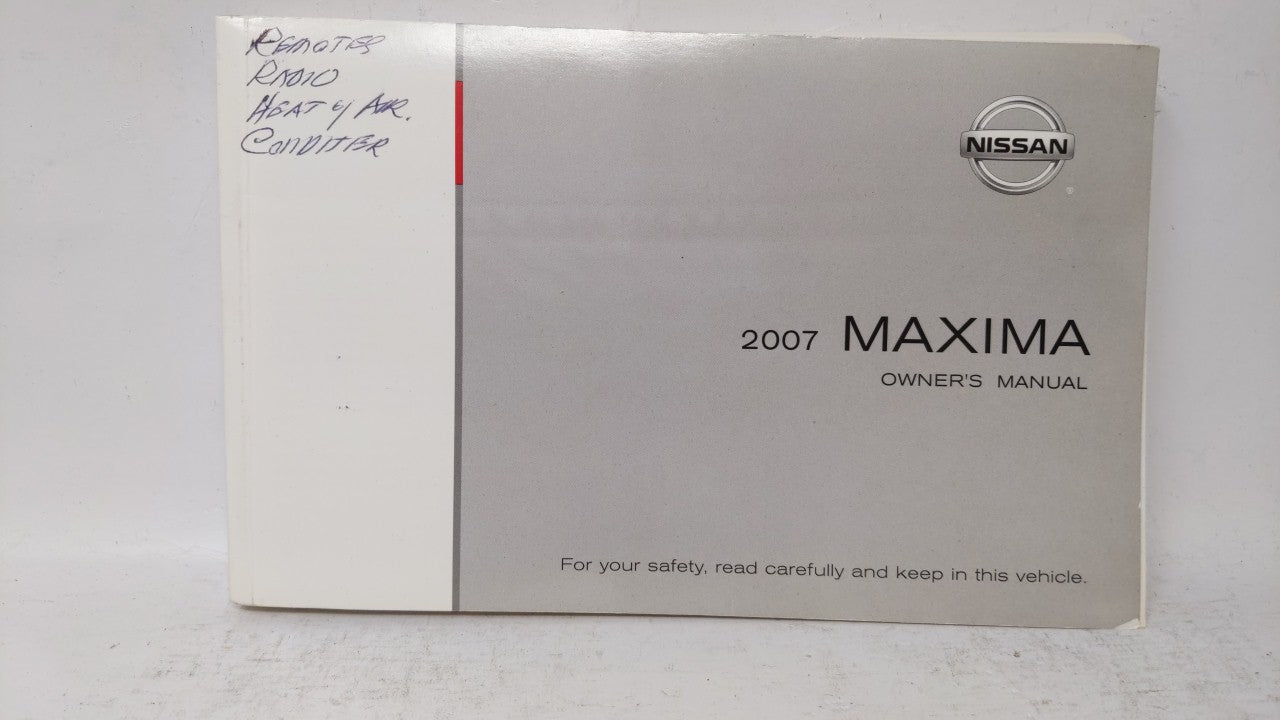 REMOTES
RADIO
HEAT & AIR.
CONDITIER
NISSAN
2007 MAXIMA
OWNER'S MANUAL
For your safety, read carefully and keep in this vehicle.